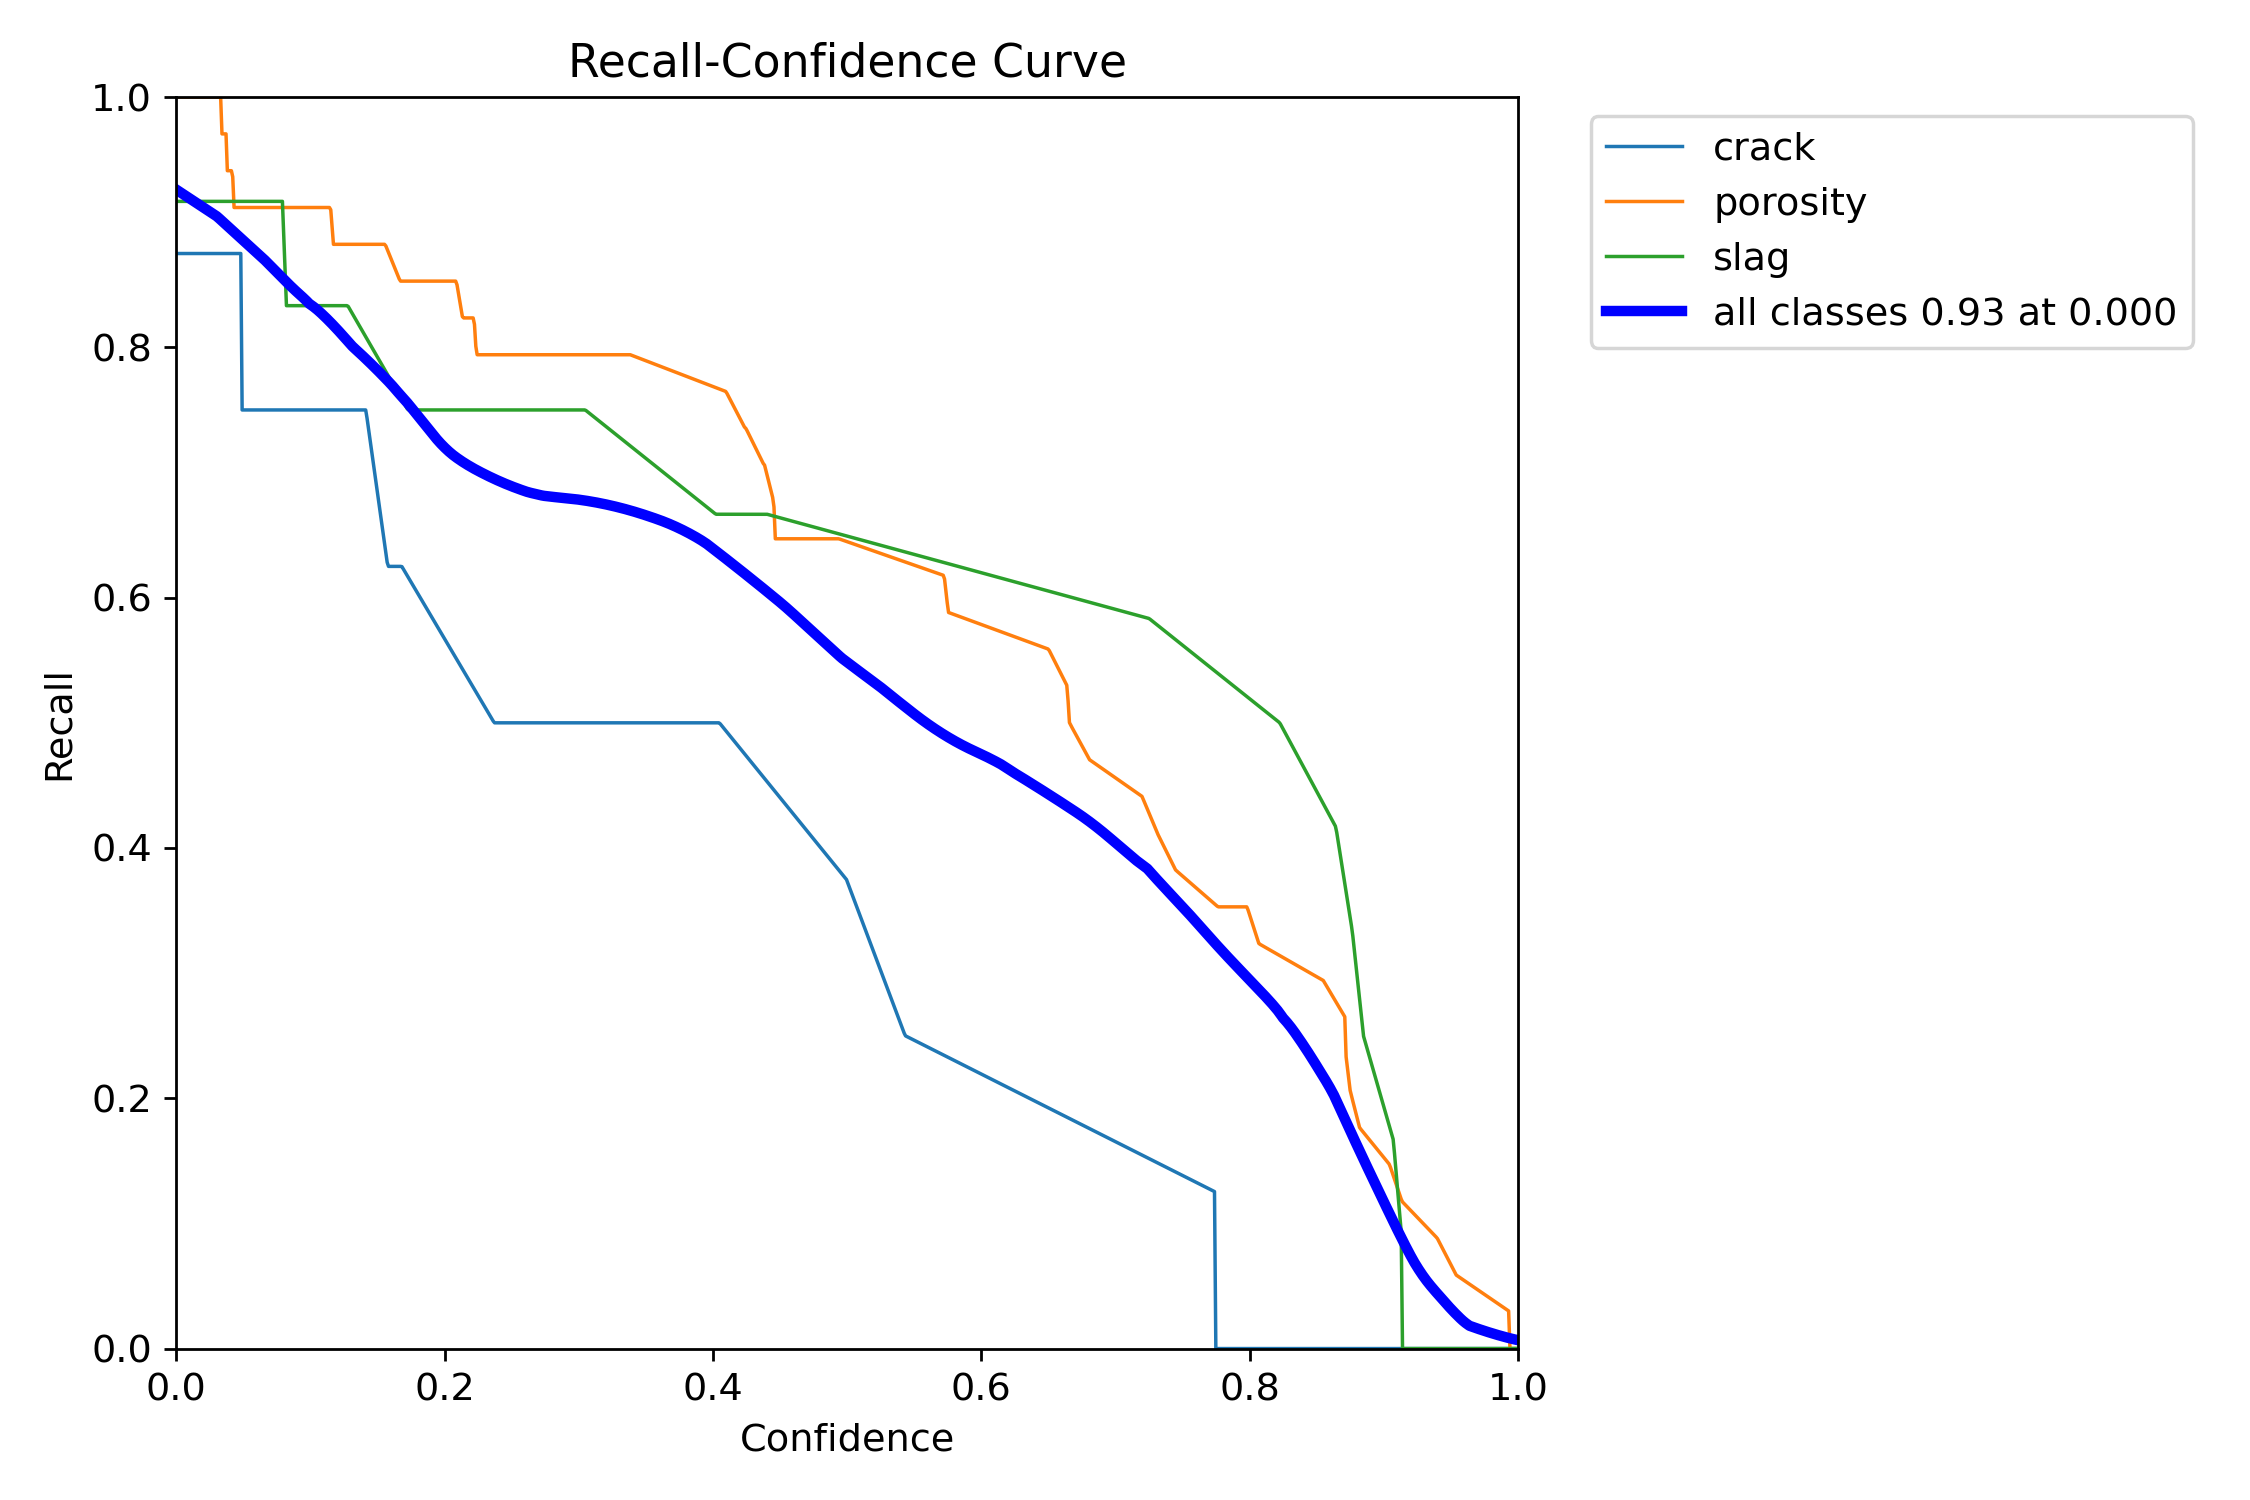 Recall-Confidence Curve
1.0
0.8
0.6
0.4
0.2
0.0
Recall
0.0 0.2 0.4 0.6 0.8 1.0
Confidence
crack
porosity
slag
all classes 0.93 at 0.000